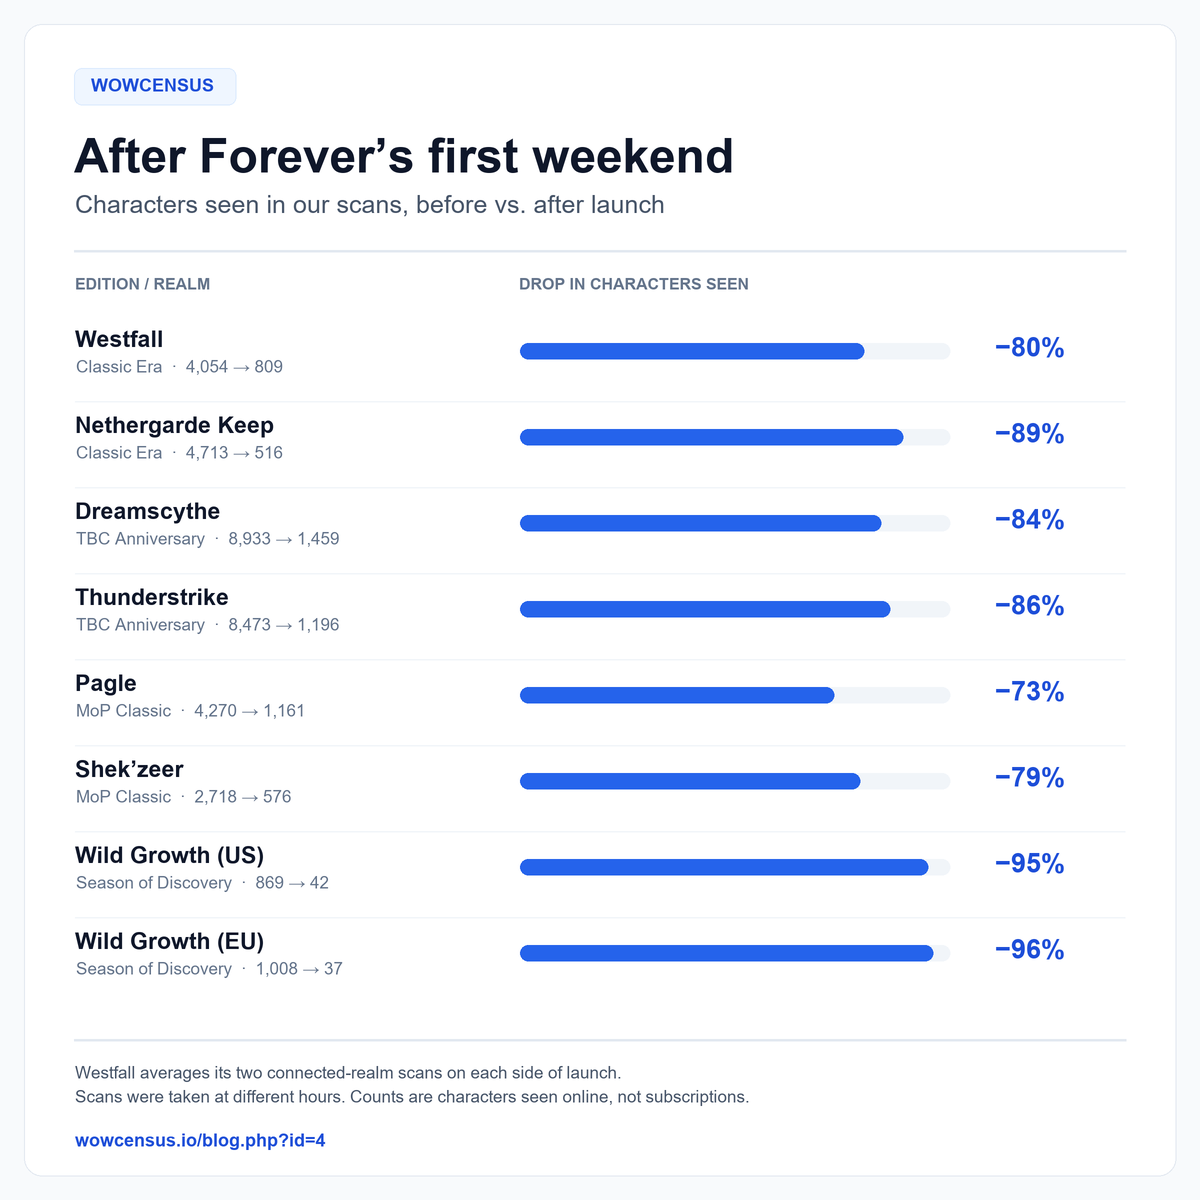 WOWCENSUS
After Forever’s first weekend
Characters seen in our scans, before vs. after launch
EDITION / REALM
DROP IN CHARACTERS SEEN
Westfall
Classic Era · 4,054 → 809
−80%
Nethergarde Keep
Classic Era · 4,713 → 516
−89%
Dreamscythe
TBC Anniversary · 8,933 → 1,459
−84%
Thunderstrike
TBC Anniversary · 8,473 → 1,196
−86%
Pagle
MoP Classic · 4,270 → 1,161
−73%
Shek’zeer
MoP Classic · 2,718 → 576
−79%
Wild Growth (US)
Season of Discovery · 869 → 42
−95%
Wild Growth (EU)
Season of Discovery · 1,008 → 37
−96%
Westfall averages its two connected-realm scans on each side of launch.
Scans were taken at different hours. Counts are characters seen online, not subscriptions.
wowcensus.io/blog.php?id=4